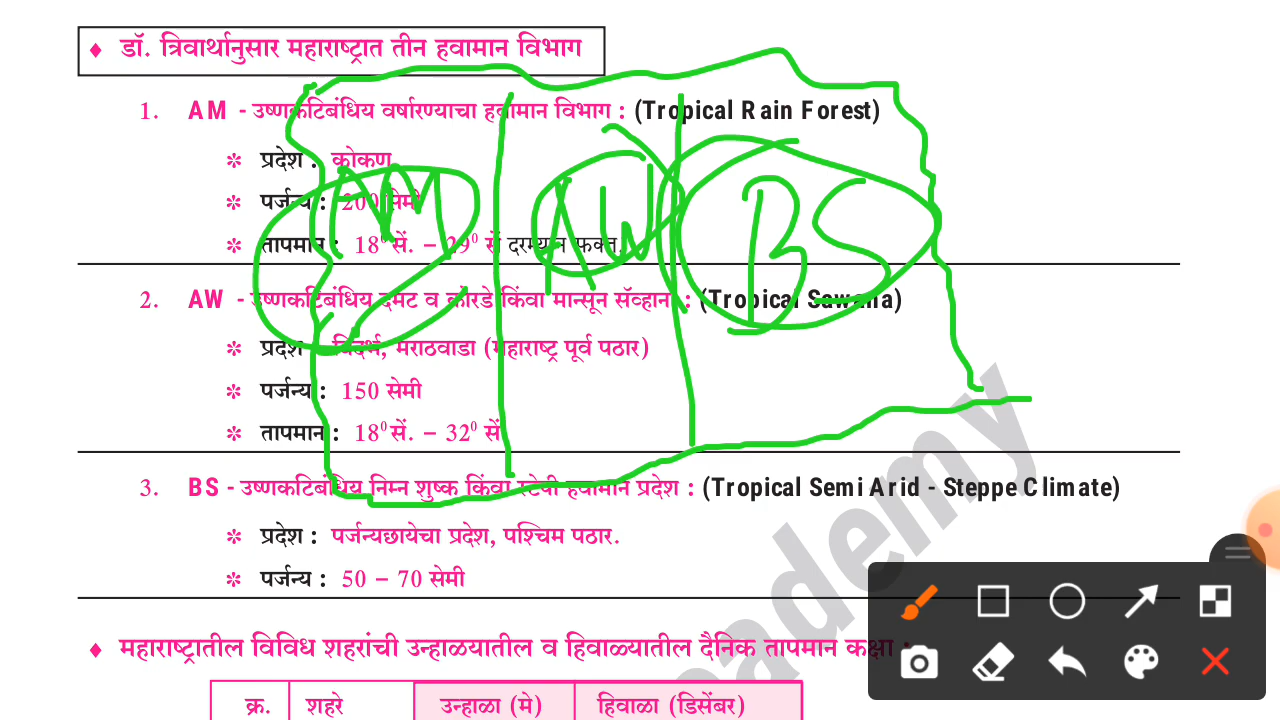 ♦ डॉ. त्रिवार्थानुसार महाराष्ट्रात तीन हवामान विभाग
1. AM - उष्णकटिबंधिय वर्षारण्याचा हवामान विभाग : (Tropical Rain Forest)
* प्रदेश : कोकण
* पर्जन्य : 200 सेमी
* तापमान : 18⁰ सें. – 29⁰ सें दरम्यान फक्त.
AM AW BS
2. AW - उष्णकटिबंधिय दमट व कोरडे किंवा मान्सून सॅव्हाना : (Tropical Sawana)
* प्रदेश : विदर्भ, मराठवाडा (महाराष्ट्र पूर्व पठार)
* पर्जन्य : 150 सेमी
* तापमान : 18⁰ सें. – 32⁰ सें
3. BS - उष्णकटिबंधिय निम्न शुष्क किंवा स्टेपी हवामान प्रदेश : (Tropical Semi Arid - Steppe Climate)
* प्रदेश : पर्जन्यछायेचा प्रदेश, पश्चिम पठार.
* पर्जन्य : 50 – 70 सेमी
♦ महाराष्ट्रातील विविध शहरांची उन्हाळयातील व हिवाळ्यातील दैनिक तापमान कक्षा :
क्र. शहरे उन्हाळा (मे) हिवाळा (डिसेंबर)